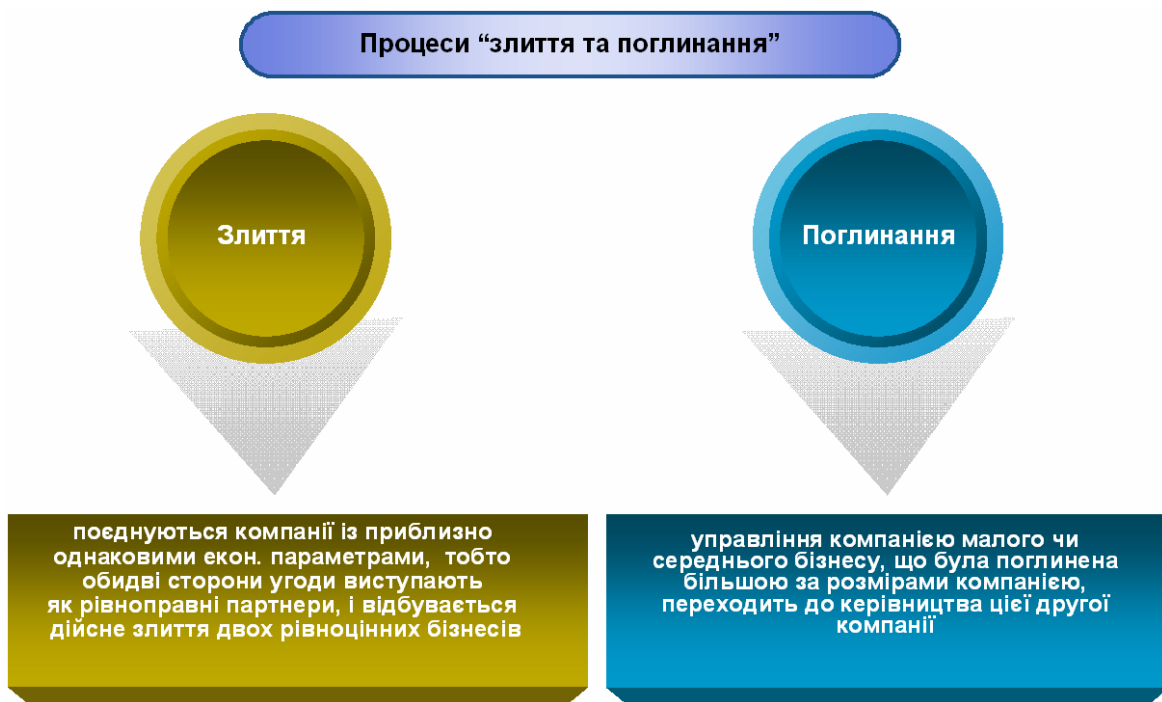 Процеси “злиття та поглинання”
Злиття
Поглинання
поєднуються компанії із приблизно
однаковими екон. параметрами, тобто
обидві сторони угоди виступають
як рівноправні партнери, і відбувається
дійсне злиття двох рівноцінних бізнесів
управління компанією малого чи
середнього бізнесу, що була поглинена
більшою за розмірами компанією,
переходить до керівництва цієї другої
компанії